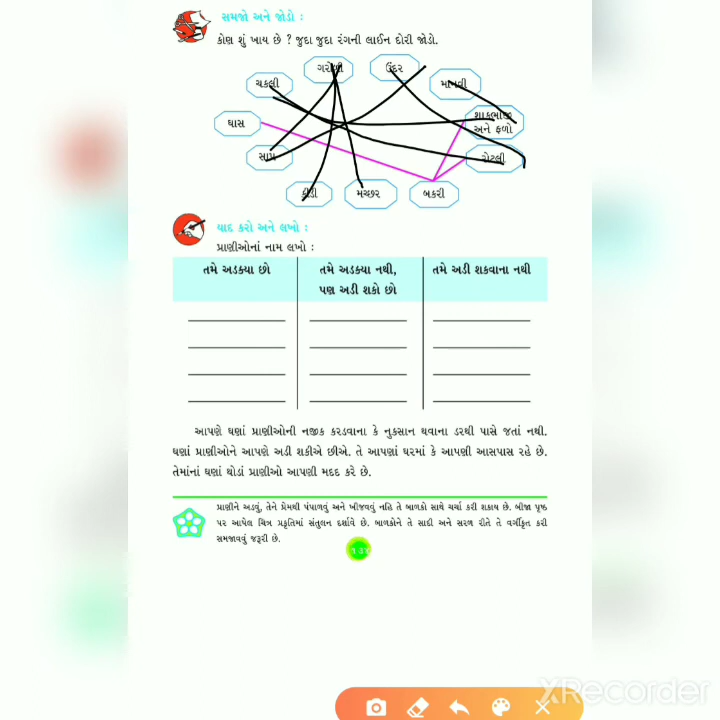 સમજો અને જોડો :
કોણ શું ખાય છે ? જુદા જુદા રંગની લાઈન દોરી જોડો.
ગરોળી
ઉંદર
ચકલી
માનવી
ઘાસ
શાકભાજી
અને ફળો
સાપ
રોટલી
કીડી
મચ્છર
બકરી
યાદ કરો અને લખો :
પ્રાણીઓનાં નામ લખો :
તમે અડક્યા છો
તમે અડક્યા નથી,
પણ અડી શકો છો
તમે અડી શકવાના નથી
આપણે ઘણાં પ્રાણીઓની નજીક કરડવાના કે નુકસાન થવાના ડરથી પાસે જતાં નથી.
ઘણાં પ્રાણીઓને આપણે અડી શકીએ છીએ. તે આપણાં ઘરમાં કે આપણી આસપાસ રહે છે.
તેમાંનાં ઘણાં થોડાં પ્રાણીઓ આપણી મદદ કરે છે.
પ્રાણીને અડવું, તેને પ્રેમથી પંપાળવું અને ખીજવવું નહિ તે બાળકો સાથે ચર્ચા કરી શકાય છે. બીજા પૃષ્ઠ
પર આપેલ ચિત્ર પ્રકૃતિમાં સંતુલન દર્શાવે છે. બાળકોને તે સાદી અને સરળ રીતે તે વર્ગીકૃત કરી
સમજાવવું જરૂરી છે.
XRecorder